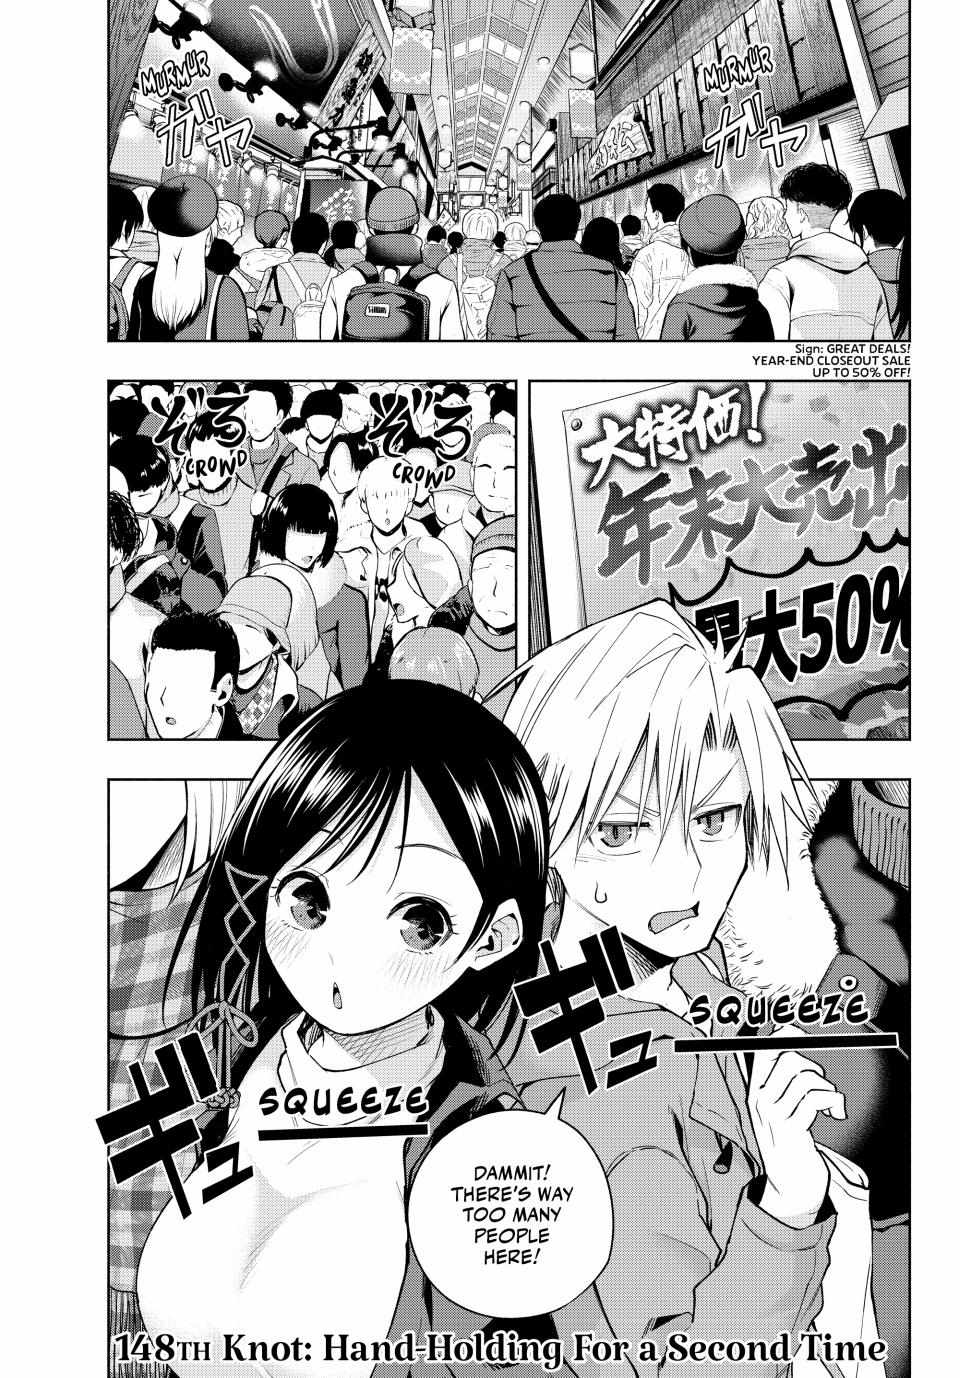 MURMUR
ガヤ
MURMUR
ガヤ
Sign: GREAT DEALS!
YEAR-END CLOSEOUT SALE
UP TO 50% OFF!
大特価!
年末大売出
最大50%
ぞろ
CROWD
ぞろ
CROWD
ギュ
SQUEEZE
ギュ
SQUEEZE
DAMMIT!
THERE'S WAY
TOO MANY
PEOPLE
HERE!
148TH Knot: Hand-Holding For a Second Time